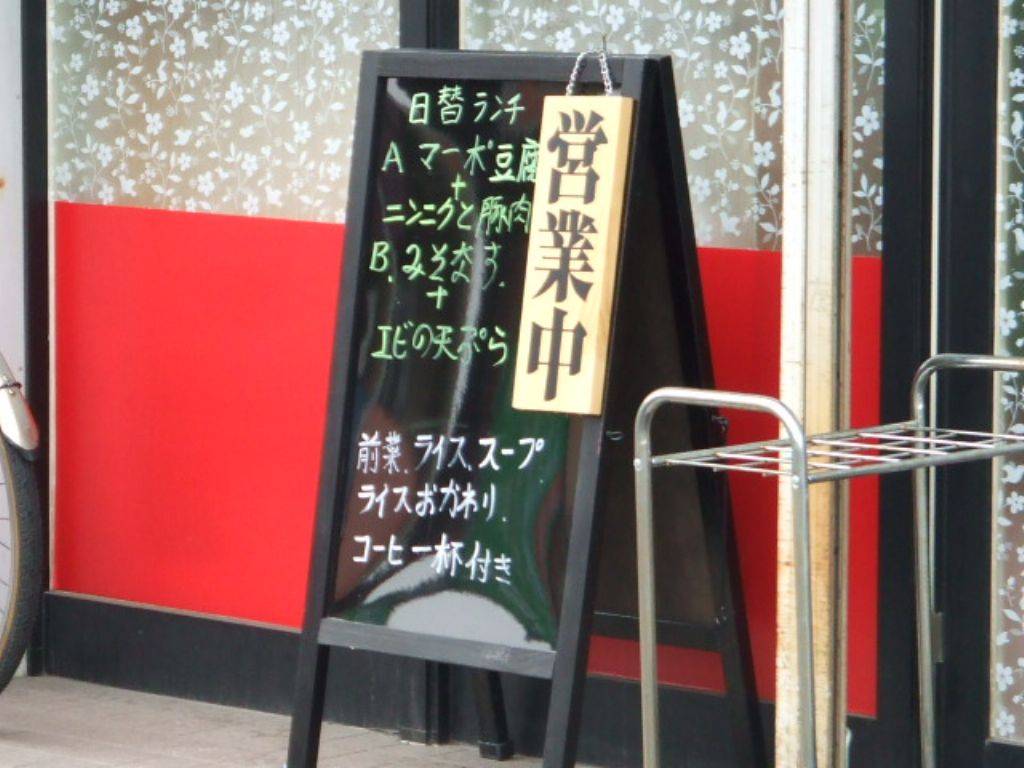 日替ランチ
A マーボ豆腐
+
ニンニクと豚肉
B.みそなす.
+
エビの天ぷら
前菜.ライス.スープ
ライスおかわり.
コーヒー杯付き
営業中